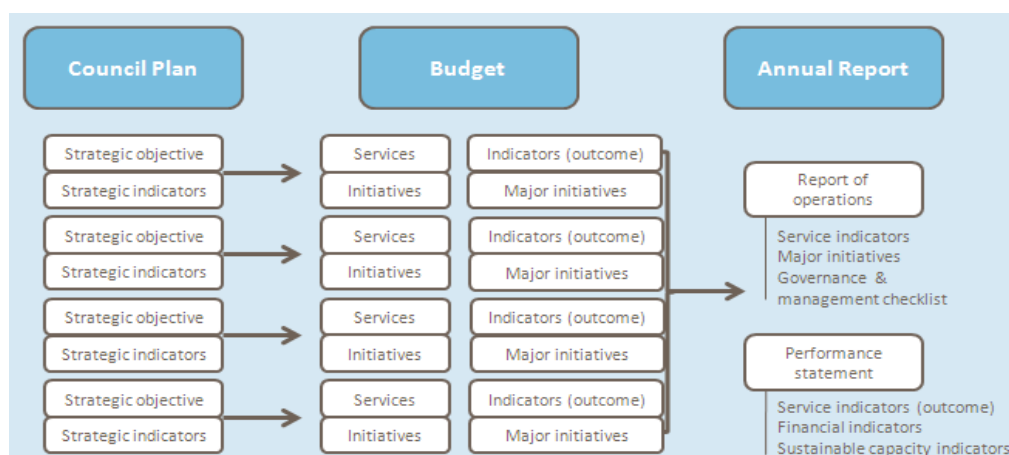 Council Plan
Budget
Annual Report
Strategic objective
Strategic indicators
Services
Initiatives
Indicators (outcome)
Major initiatives
Strategic objective
Strategic indicators
Services
Initiatives
Indicators (outcome)
Major initiatives
Strategic objective
Strategic indicators
Services
Initiatives
Indicators (outcome)
Major initiatives
Strategic objective
Strategic indicators
Services
Initiatives
Indicators (outcome)
Major initiatives
Report of
operations
Service indicators
Major initiatives
Governance &
management checklist
Performance
statement
Service indicators (outcome)
Financial indicators
Sustainable capacity indicators